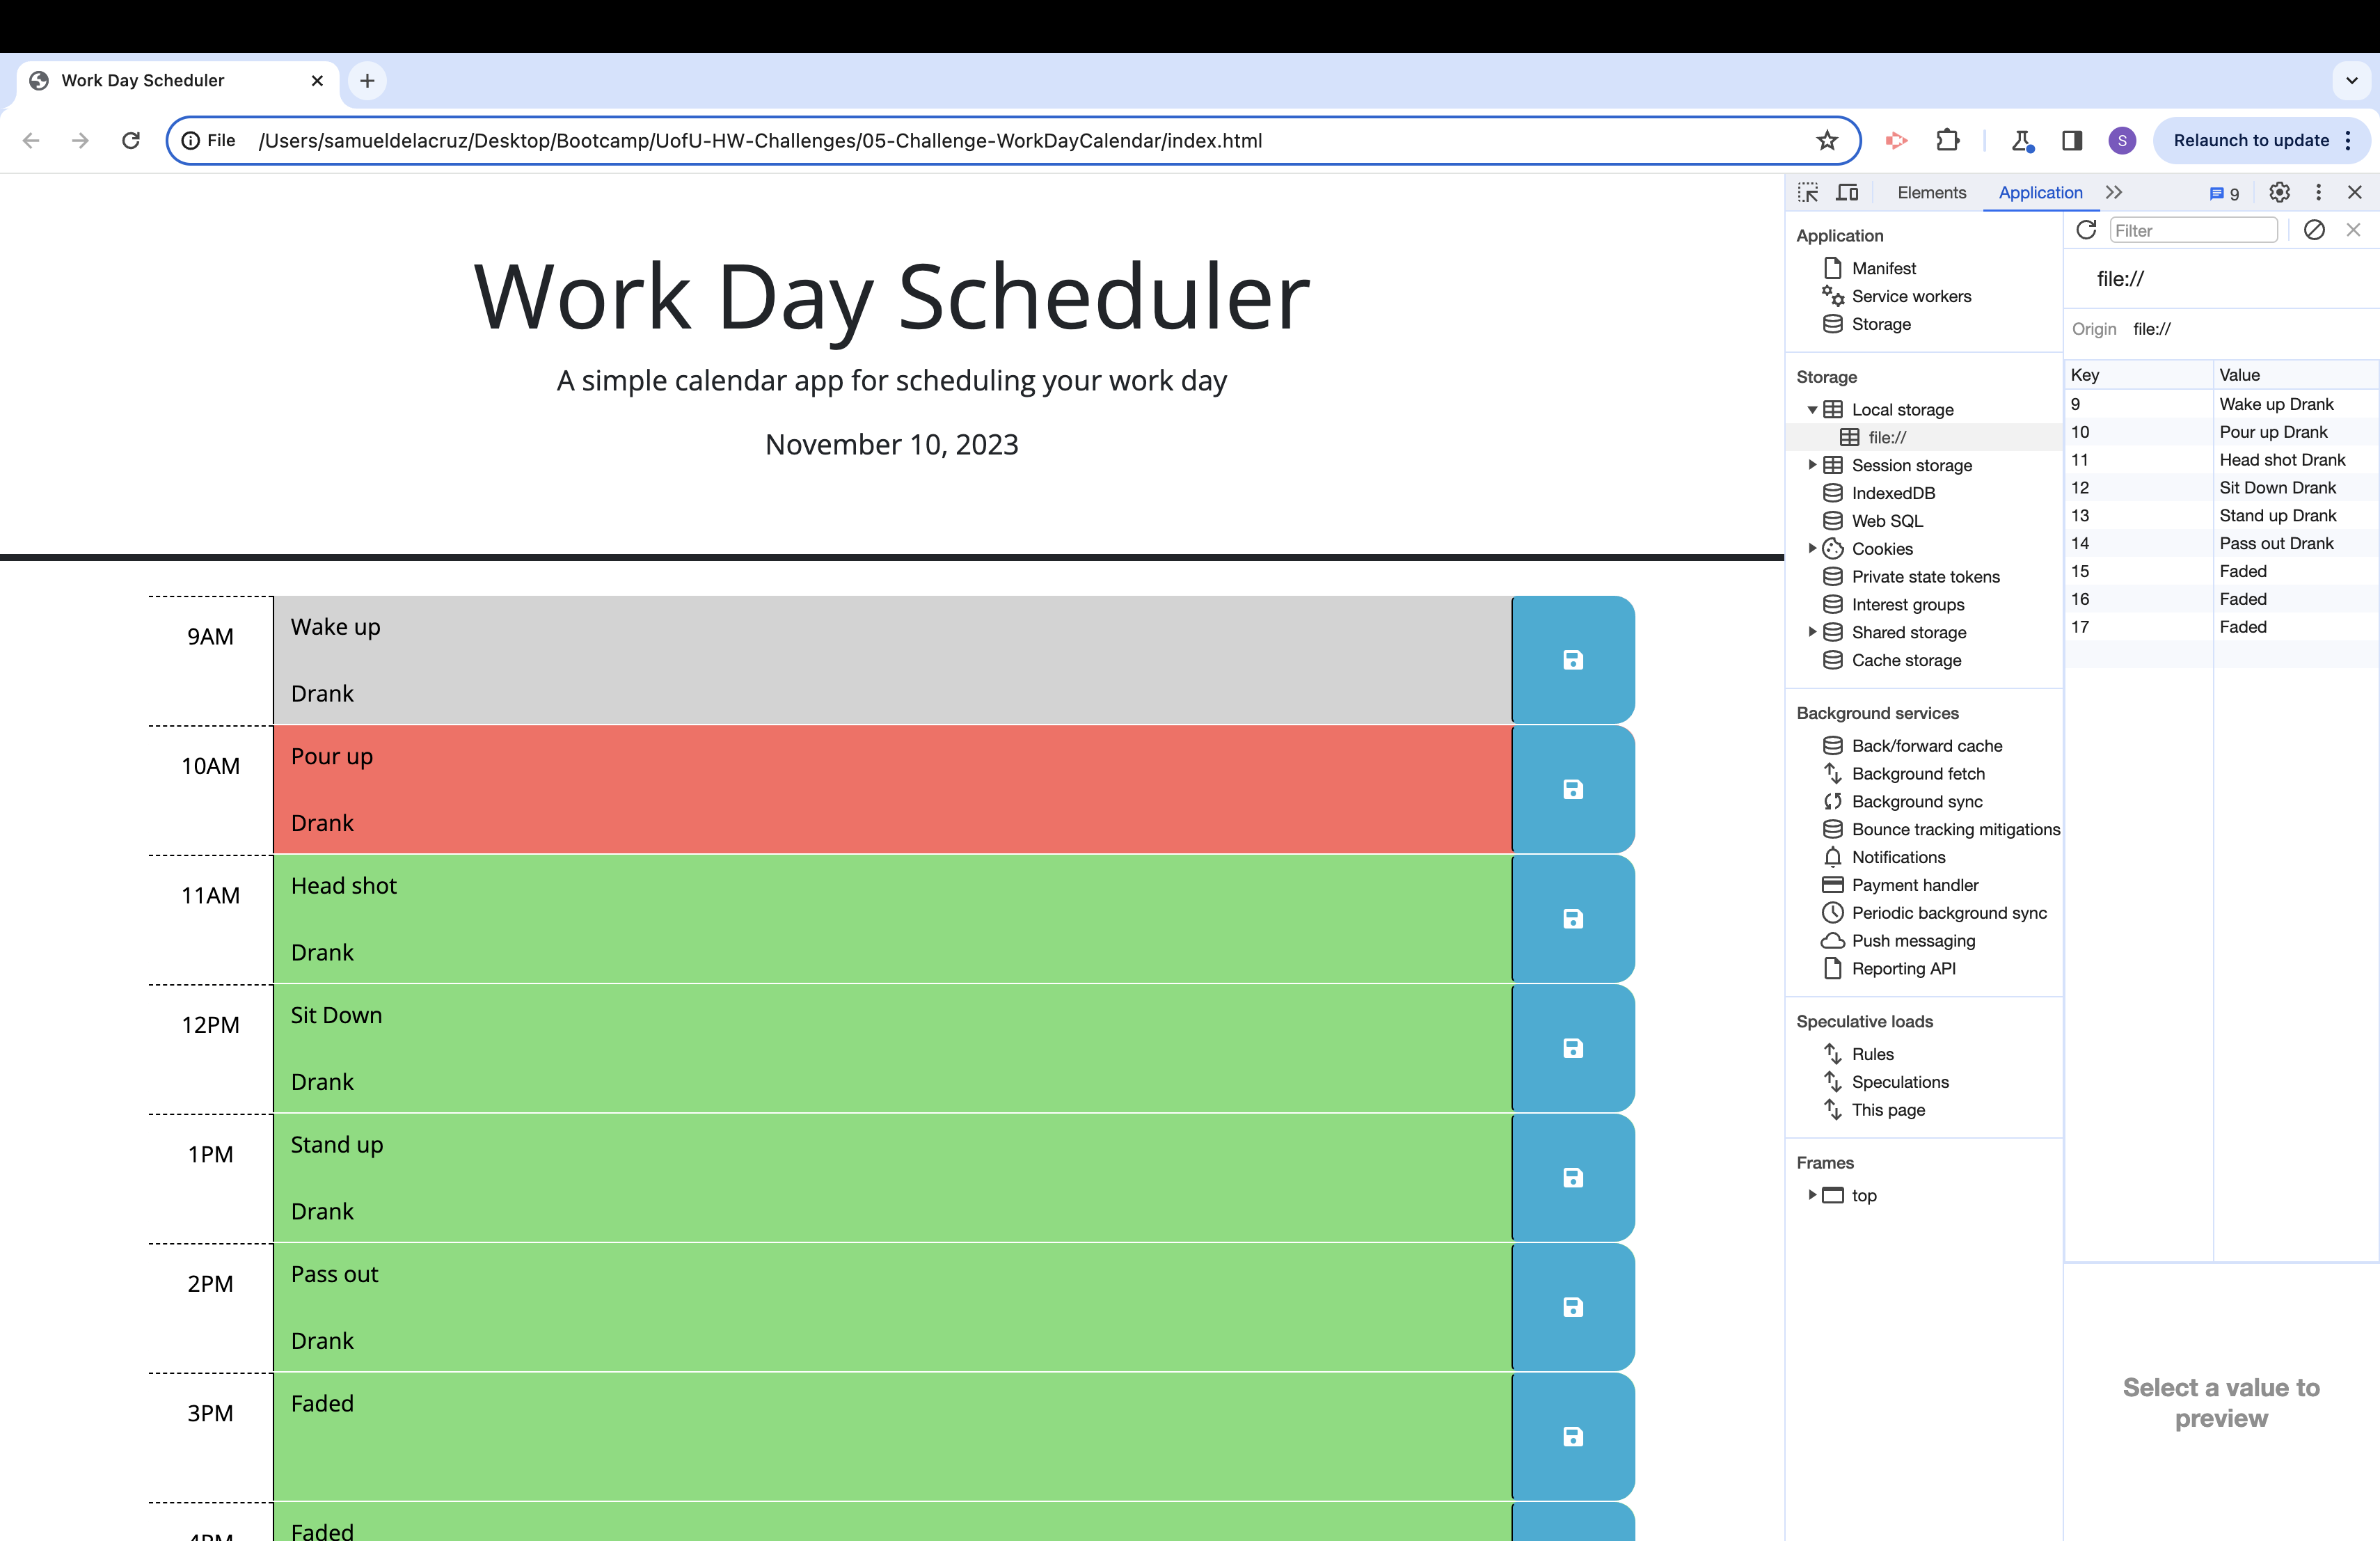 Work Day Scheduler
File /Users/samueldelacruz/Desktop/Bootcamp/UofU-HW-Challenges/05-Challenge-WorkDayCalendar/index.html
S
Relaunch to update
Work Day Scheduler
A simple calendar app for scheduling your work day
November 10, 2023
9AM
Wake up
Drank
10AM
Pour up
Drank
11AM
Head shot
Drank
12PM
Sit Down
Drank
1PM
Stand up
Drank
2PM
Pass out
Drank
3PM
Faded
4PM
Faded
Elements
Application
9
Application
Manifest
Service workers
Storage
Storage
Local storage
file://
Session storage
IndexedDB
Web SQL
Cookies
Private state tokens
Interest groups
Shared storage
Cache storage
Background services
Back/forward cache
Background fetch
Background sync
Bounce tracking mitigations
Notifications
Payment handler
Periodic background sync
Push messaging
Reporting API
Speculative loads
Rules
Speculations
This page
Frames
top
Filter
file://
Origin file://
Key Value
9 Wake up Drank
10 Pour up Drank
11 Head shot Drank
12 Sit Down Drank
13 Stand up Drank
14 Pass out Drank
15 Faded
16 Faded
17 Faded
Select a value to
preview